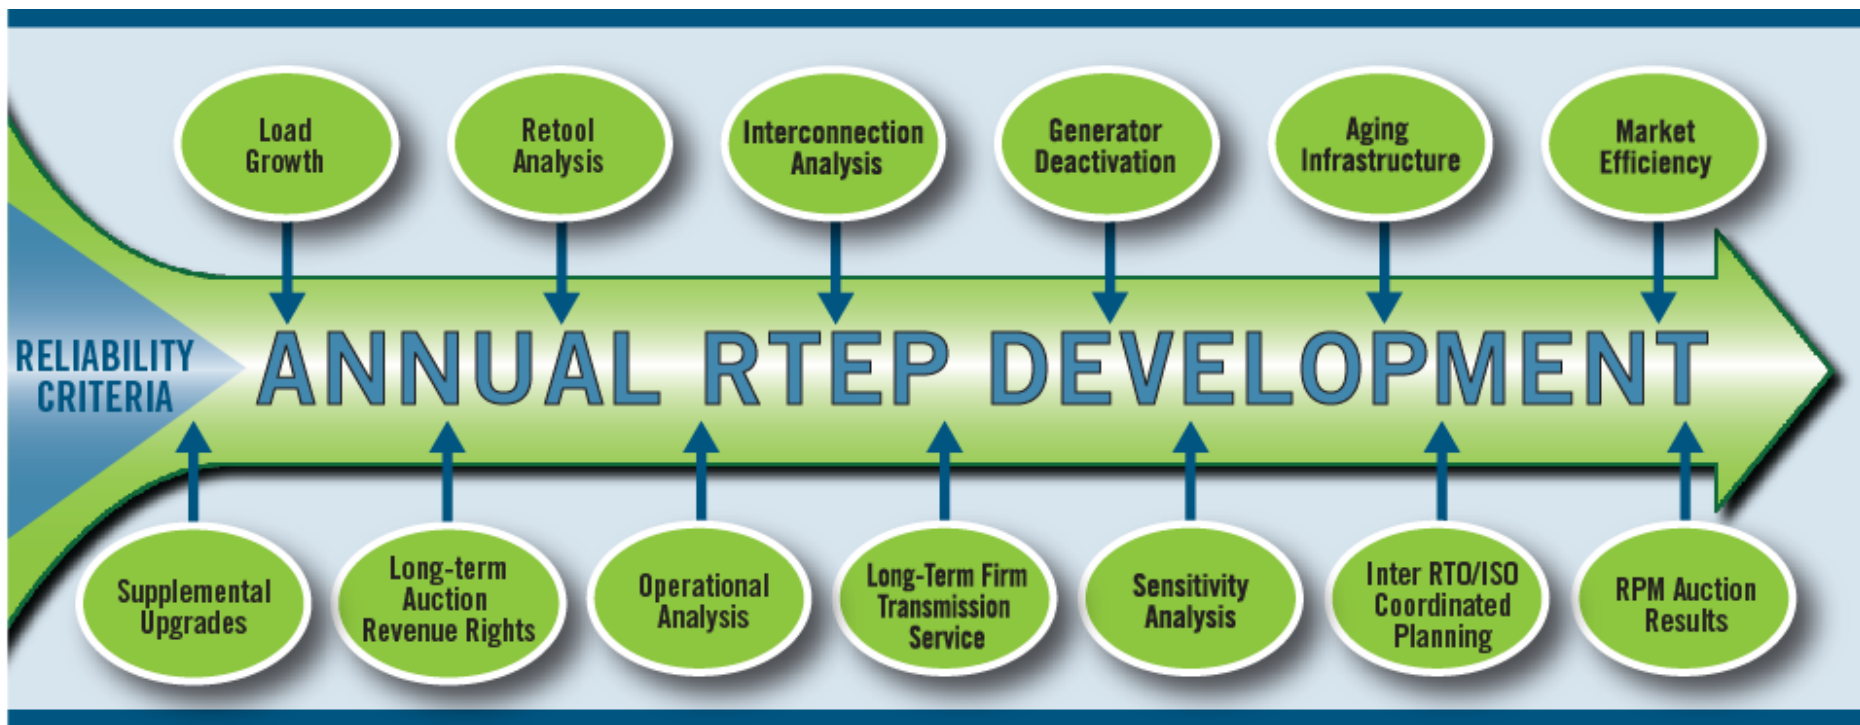 Load
Growth
Retool
Analysis
Interconnection
Analysis
Generator
Deactivation
Aging
Infrastructure
Market
Efficiency
RELIABILITY
CRITERIA
ANNUAL RTEP DEVELOPMENT
Supplemental
Upgrades
Long-term
Auction
Revenue Rights
Operational
Analysis
Long-Term Firm
Transmission
Service
Sensitivity
Analysis
Inter RTO/ISO
Coordinated
Planning
RPM Auction
Results